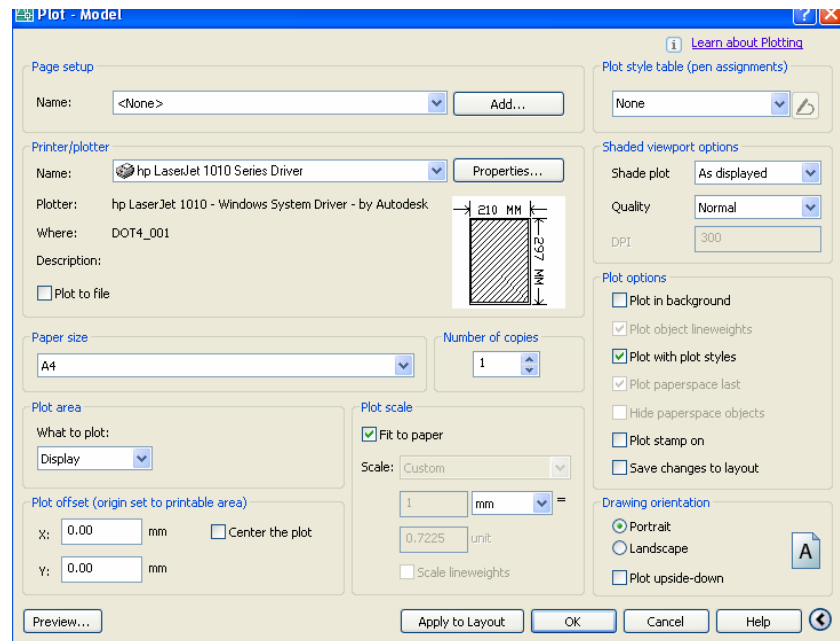 Plot - Model
Learn about Plotting
Page setup
Name: <None> Add...
Plot style table (pen assignments)
None
Printer/plotter
Name: hp LaserJet 1010 Series Driver Properties...
Plotter: hp LaserJet 1010 - Windows System Driver - by Autodesk
Where: DOT4_001
Description:
Plot to file
210 MM
297 MM
Shaded viewport options
Shade plot As displayed
Quality Normal
DPI 300
Paper size
A4
Number of copies
1
Plot options
Plot in background
Plot object lineweights
Plot with plot styles
Plot paperspace last
Hide paperspace objects
Plot stamp on
Save changes to layout
Plot area
What to plot:
Display
Plot scale
Fit to paper
Scale: Custom
1 mm =
0.7225 unit
Scale lineweights
Plot offset (origin set to printable area)
X: 0.00 mm Center the plot
Y: 0.00 mm
Drawing orientation
Portrait
Landscape
Plot upside-down
A
Preview... Apply to Layout OK Cancel Help